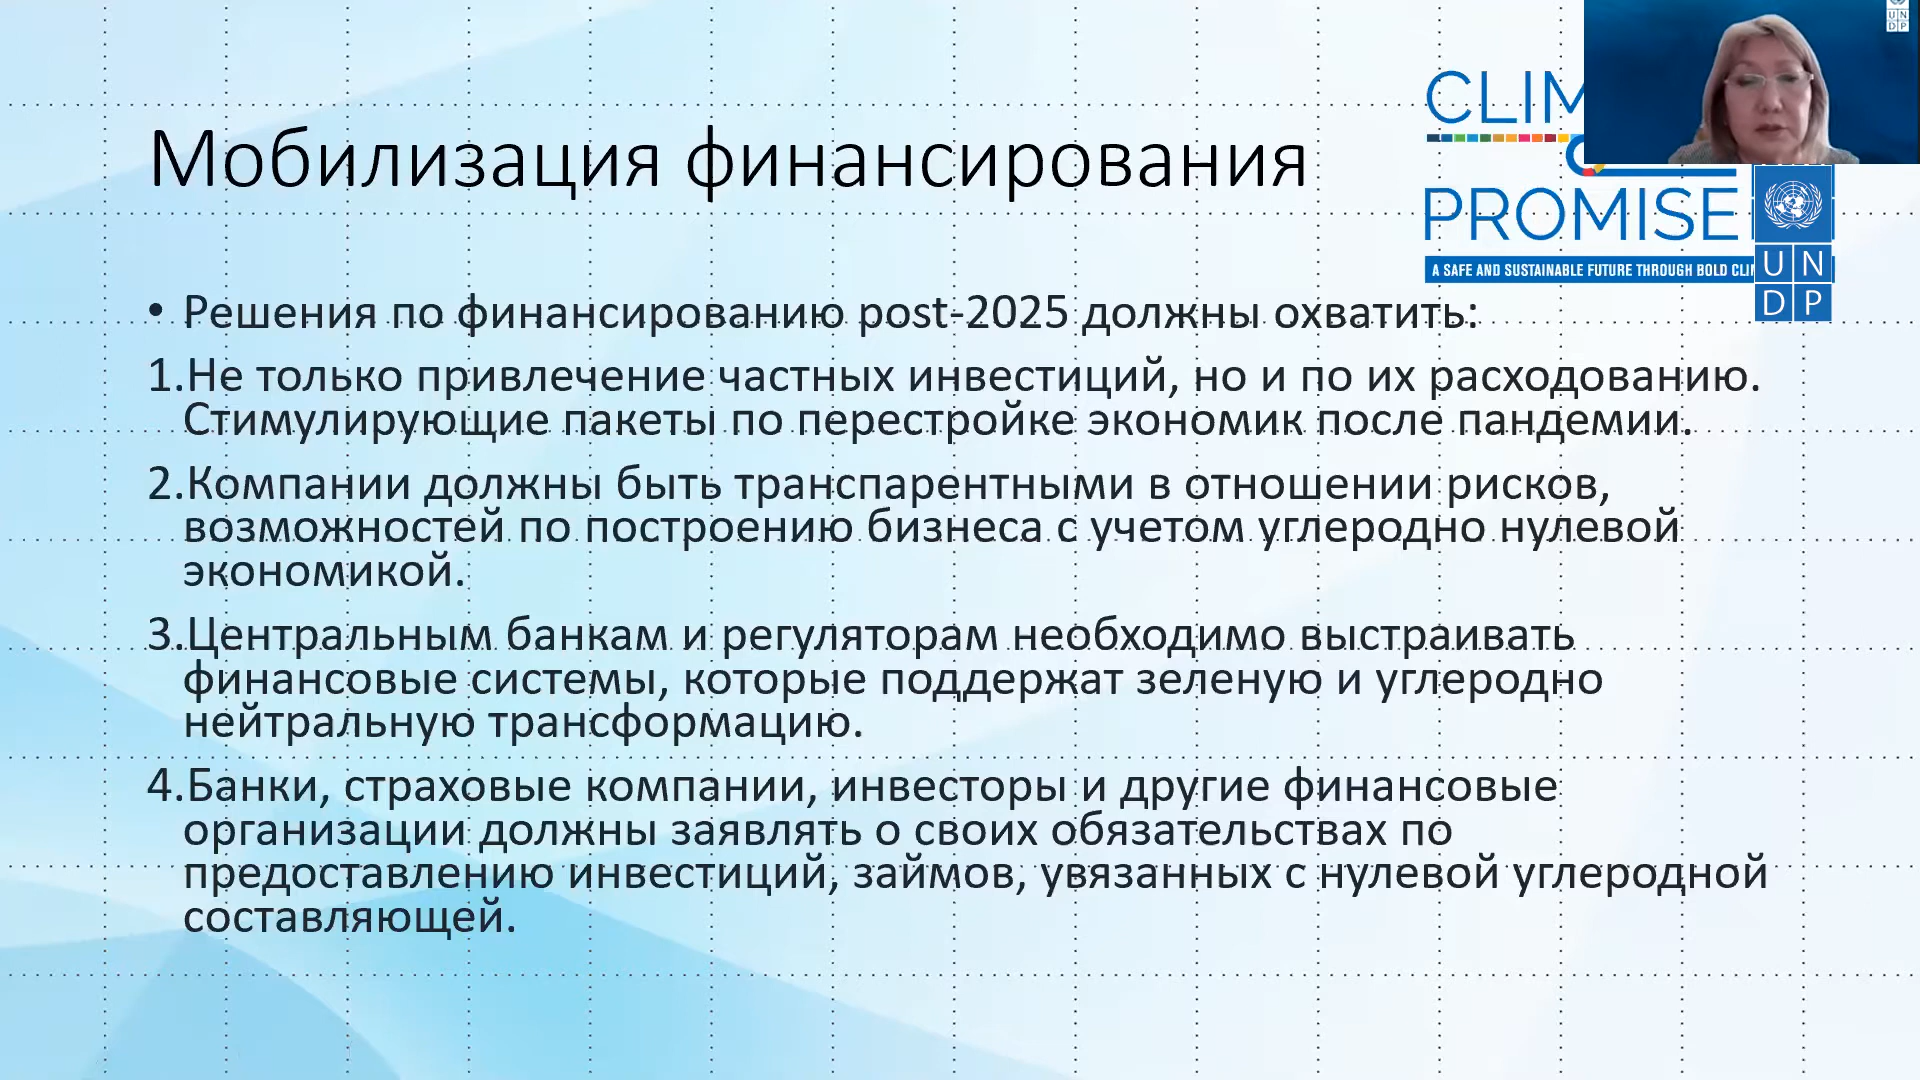 Мобилизация финансирования
CLIM
PROMISE
A SAFE AND SUSTAINABLE FUTURE THROUGH BOLD
UN
DP
UN
DP
• Решения по финансированию post-2025 должны охватить:
1.Не только привлечение частных инвестиций, но и по их расходованию.
Стимулирующие пакеты по перестройке экономик после пандемии.
2.Компании должны быть транспарентными в отношении рисков,
возможностей по построению бизнеса с учетом углеродно нулевой
экономикой.
3.Центральным банкам и регуляторам необходимо выстраивать
финансовые системы, которые поддержат зеленую и углеродно
нейтральную трансформацию.
4.Банки, страховые компании, инвесторы и другие финансовые
организации должны заявлять о своих обязательствах по
предоставлению инвестиций, займов, увязанных с нулевой углеродной
составляющей.